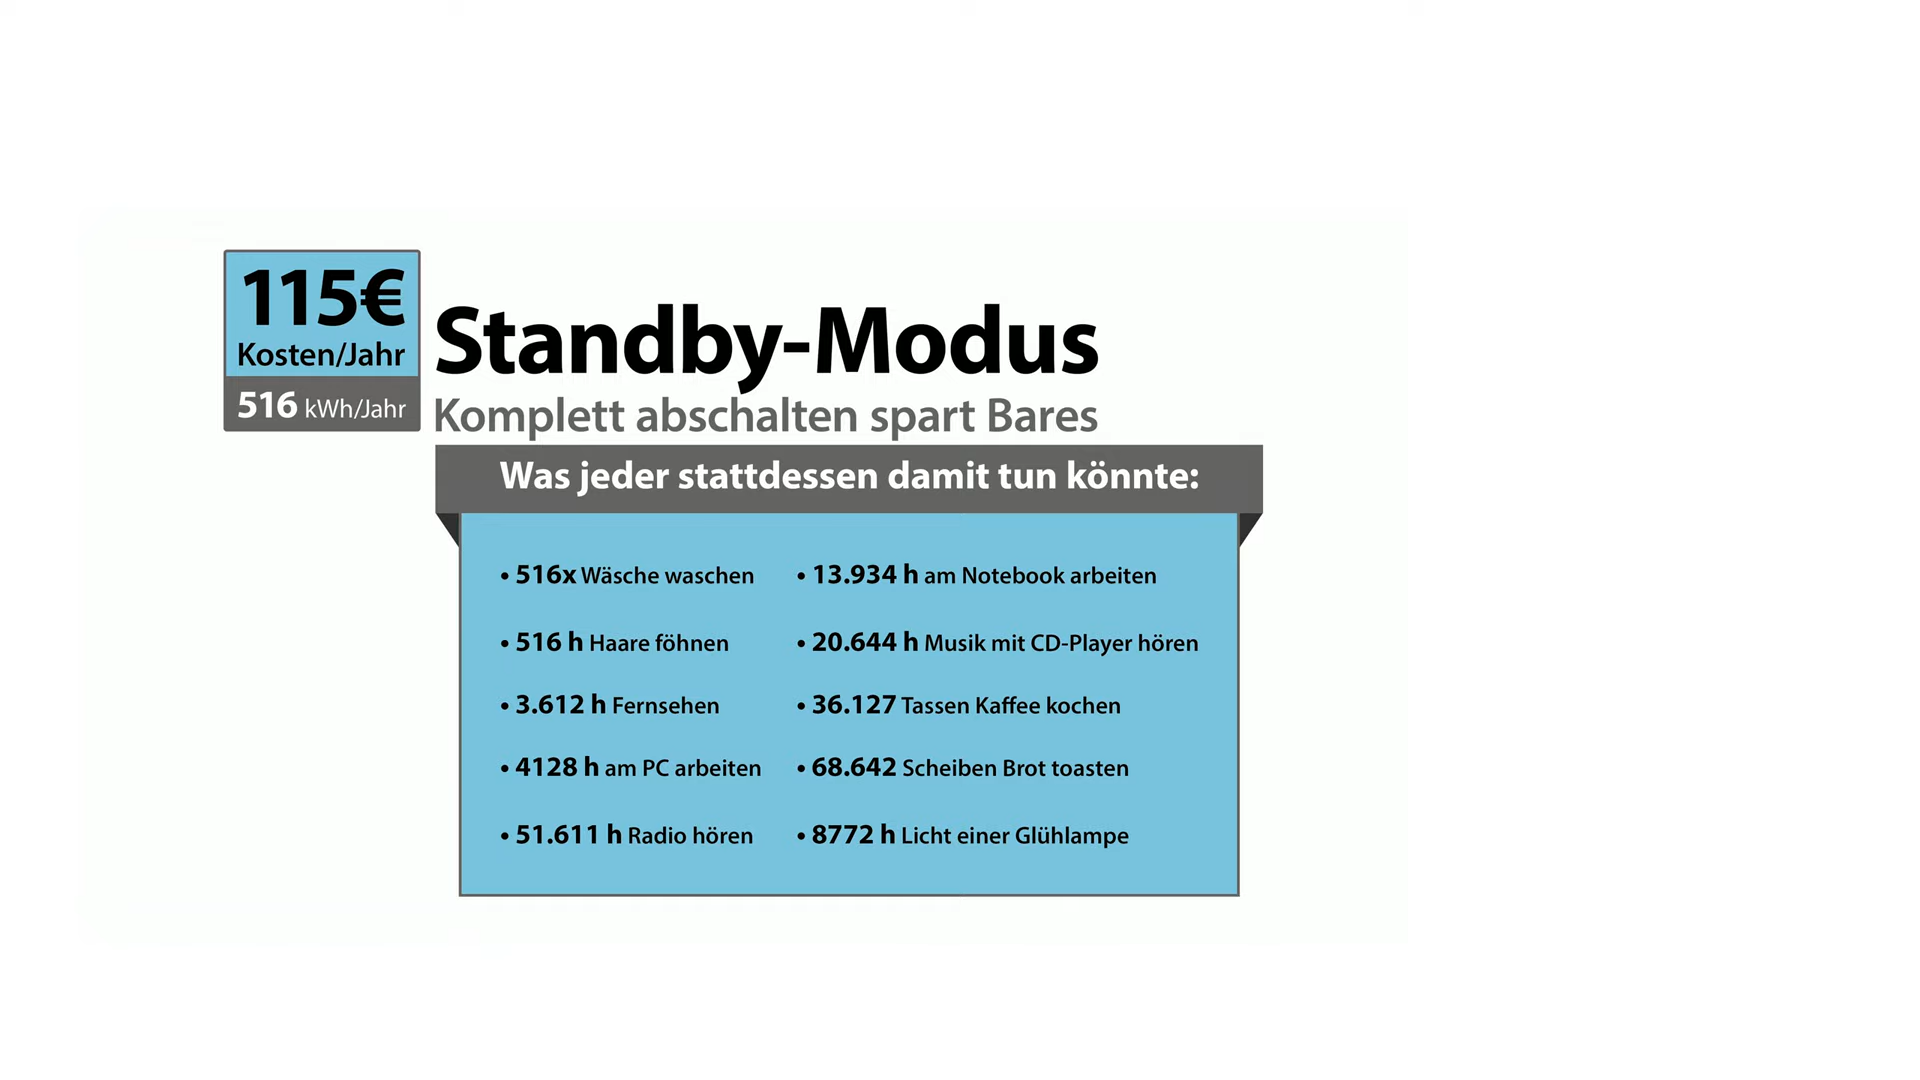 115€
Kosten/Jahr
516 kWh/Jahr
Standby-Modus
Komplett abschalten spart Bares
Was jeder stattdessen damit tun könnte:
• 516x Wäsche waschen
• 516 h Haare föhnen
• 3.612 h Fernsehen
• 4128 h am PC arbeiten
• 51.611 h Radio hören
• 13.934 h am Notebook arbeiten
• 20.644 h Musik mit CD-Player hören
• 36.127 Tassen Kaffee kochen
• 68.642 Scheiben Brot toasten
• 8772 h Licht einer Glühlampe